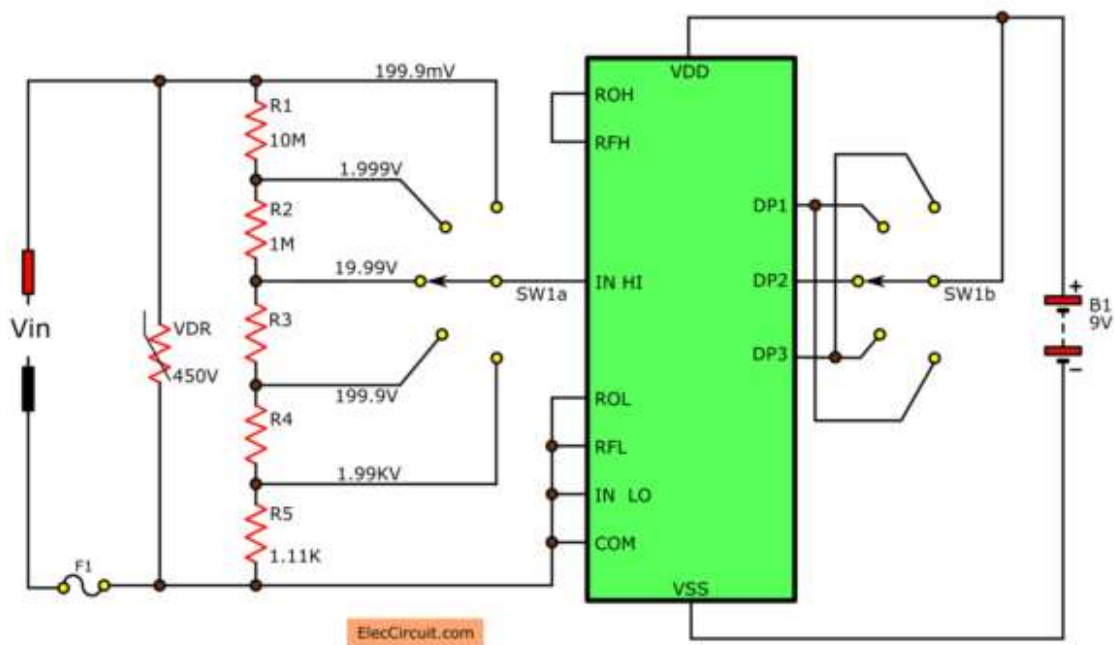 199.9mV
R1
10M
1.999V
R2
1M
19.99V
R3
199.9V
R4
1.99KV
R5
1.11K
Vin
VDR
450V
F1
SW1a
VDD
ROH
RFH
IN HI
ROL
RFL
IN LO
COM
VSS
DP1
DP2
DP3
SW1b
+
B1
9V
−
ElecCircuit.com